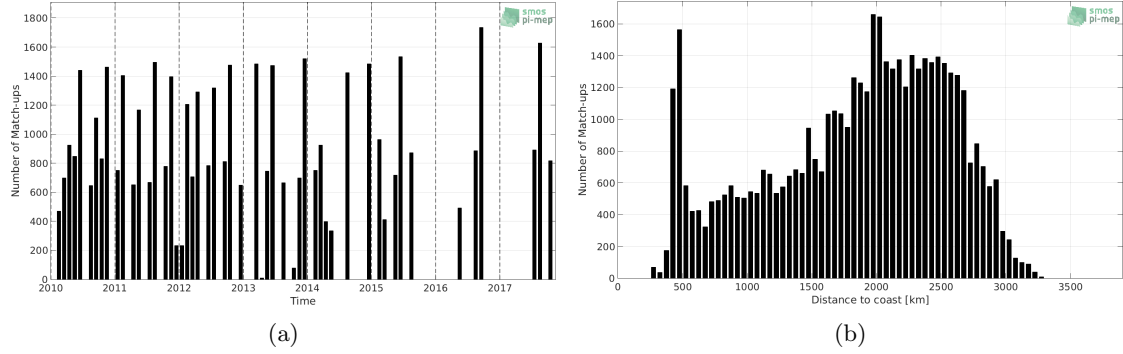 smos
pi-mep
Number of Match-ups
1800
1600
1400
1200
1000
800
600
400
200
0
2010 2011 2012 2013 2014 2015 2016 2017
Time
(a)
smos
pi-mep
Number of Match-ups
1600
1400
1200
1000
800
600
400
200
0
0 500 1000 1500 2000 2500 3000 3500
Distance to coast [km]
(b)